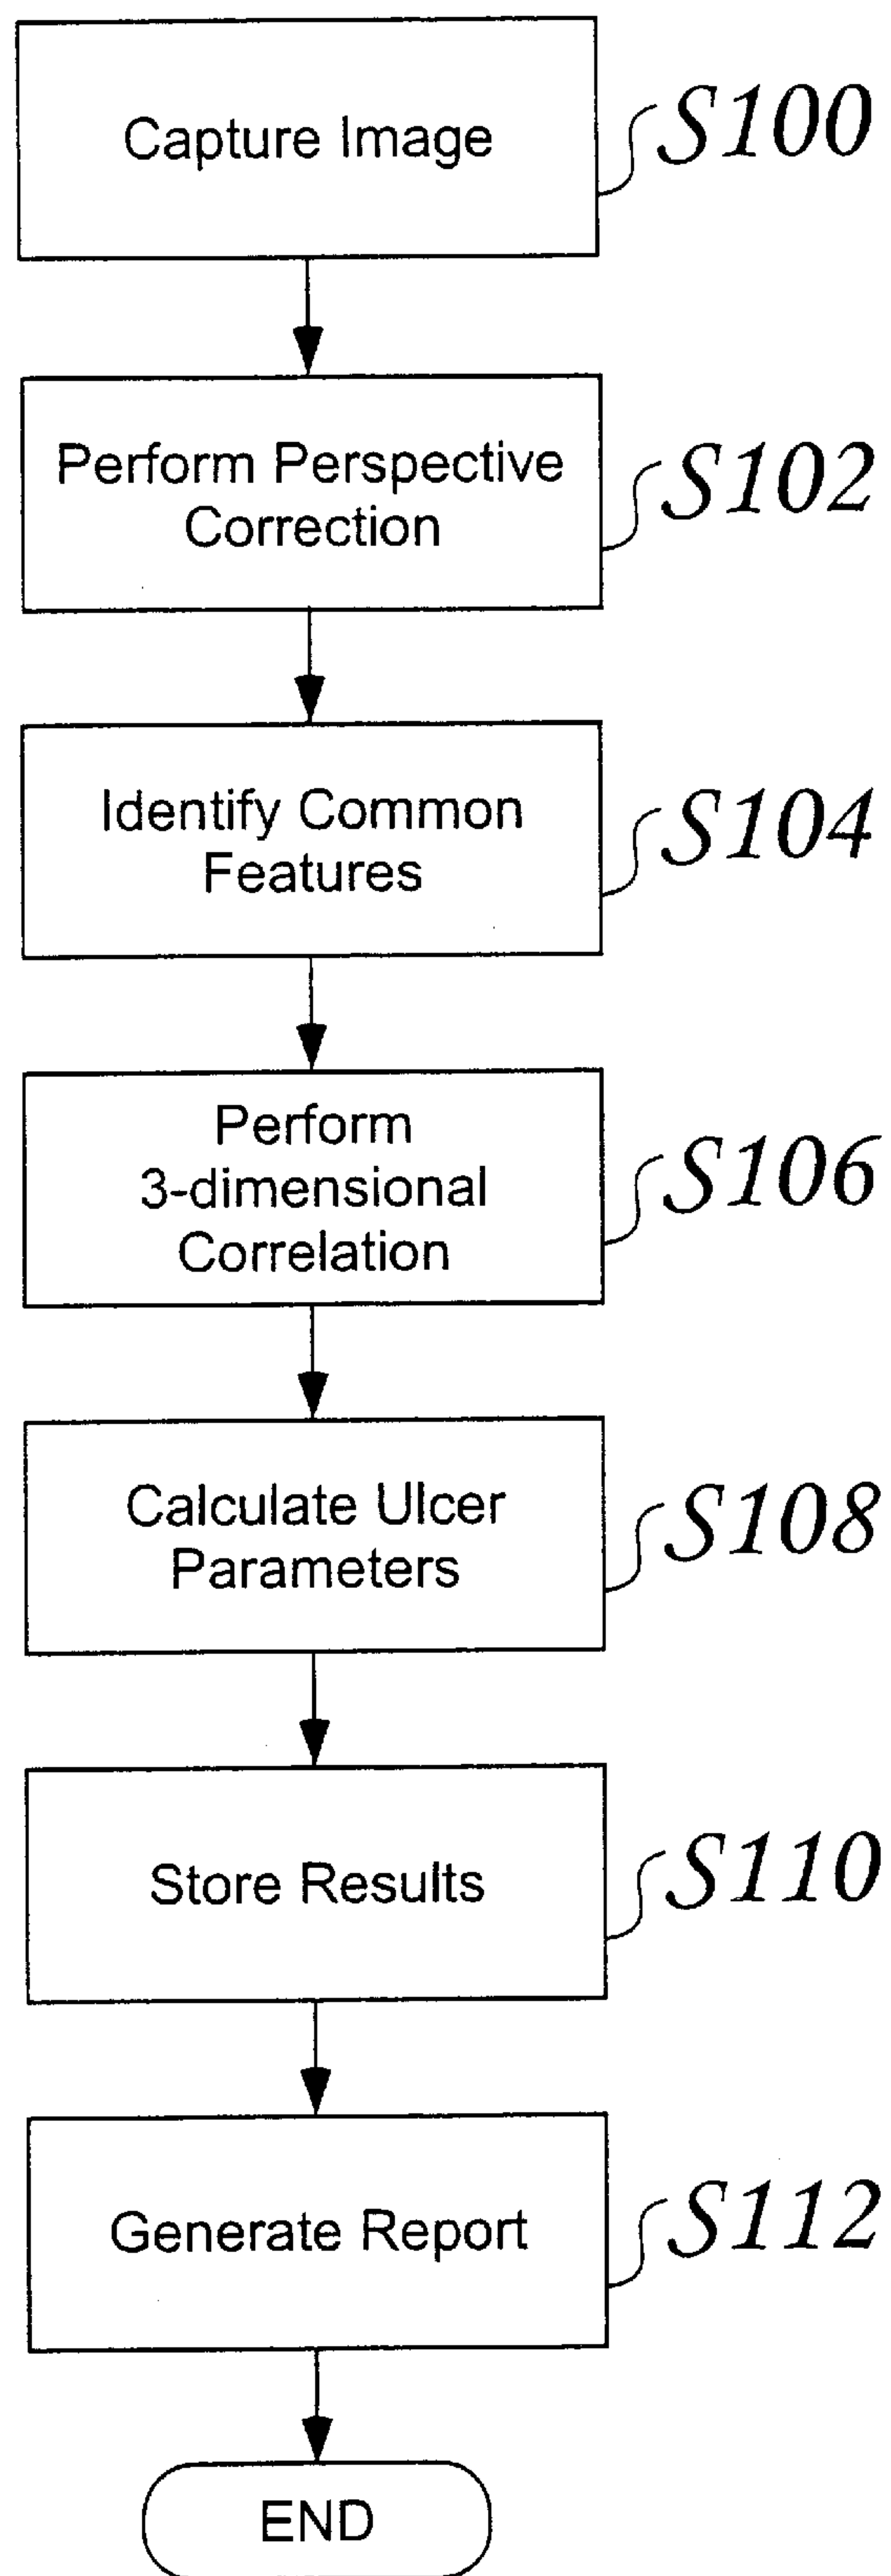 Capture Image
S100
Perform Perspective
Correction
S102
Identify Common
Features
S104
Perform
3-dimensional
Correlation
S106
Calculate Ulcer
Parameters
S108
Store Results
S110
Generate Report
S112
END